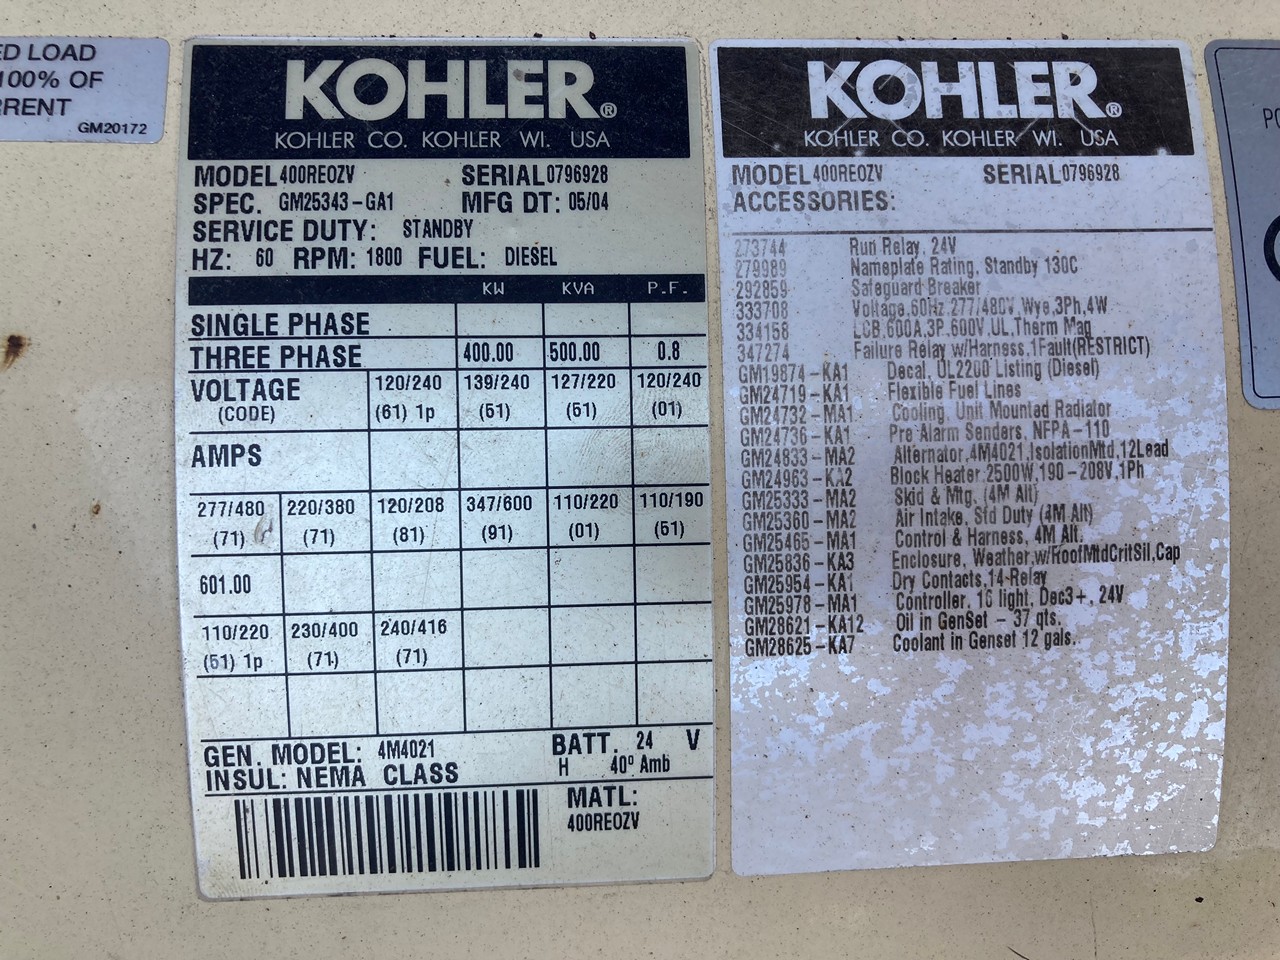 ED LOAD
100% OF
RRENT
GM20172
KOHLER®
KOHLER CO. KOHLER WI. USA
MODEL 400REOZV SERIAL 0796928
SPEC. GM25343-GA1 MFG DT: 05/04
SERVICE DUTY: STANDBY
HZ: 60 RPM: 1800 FUEL: DIESEL
KW KVA P.F.
SINGLE PHASE
THREE PHASE 400.00 500.00 0.8
VOLTAGE 120/240 139/240 127/220 120/240
(CODE) (61) 1p (51) (51) (01)
AMPS
277/480 220/380 120/208 347/600 110/220 110/190
(71) (71) (81) (91) (01) (51)
601.00
110/220 230/400 240/416
(51) 1p (71) (71)
GEN. MODEL: 4M4021 BATT. 24 V
INSUL: NEMA CLASS H 40° Amb
MATL:
400REOZV
KOHLER®
KOHLER CO. KOHLER WI. USA
MODEL 400REOZV SERIAL 0796928
ACCESSORIES:
273744 Run Relay, 24V
279989 Nameplate Rating, Standby 130C
292859 Safeguard Breaker
333708 Voltage,60Hz,277/480V,Wye,3Ph,4W
334158 LCB,600A,3P,600V,UL,Therm Mag
347274 Failure Relay w/Harness,1Fault(RESTRICT)
GM19874-KA1 Decal, UL2200 Listing (Diesel)
GM24719-KA1 Flexible Fuel Lines
GM24732-MA1 Cooling, Unit Mounted Radiator
GM24736-KA1 Pre Alarm Senders, NFPA-110
GM24833-MA2 Alternator,4M4021,IsolationMtd,12Lead
GM24963-KA2 Block Heater,2500W,190-208V,1Ph
GM25333-MA2 Skid & Mtg, (4M Alt)
GM25360-MA2 Air Intake, Std Duty (4M Alt)
GM25465-MA1 Control & Harness, 4M Alt.
GM25836-KA3 Enclosure, Weather,w/RoofMtdCritSil,Cap
GM25954-KA1 Dry Contacts,14-Relay
GM25978-MA1 Controller, 16 light, Dec3+, 24V
GM28621-KA12 Oil in GenSet - 37 qts.
GM28625-KA7 Coolant in Genset 12 gals.